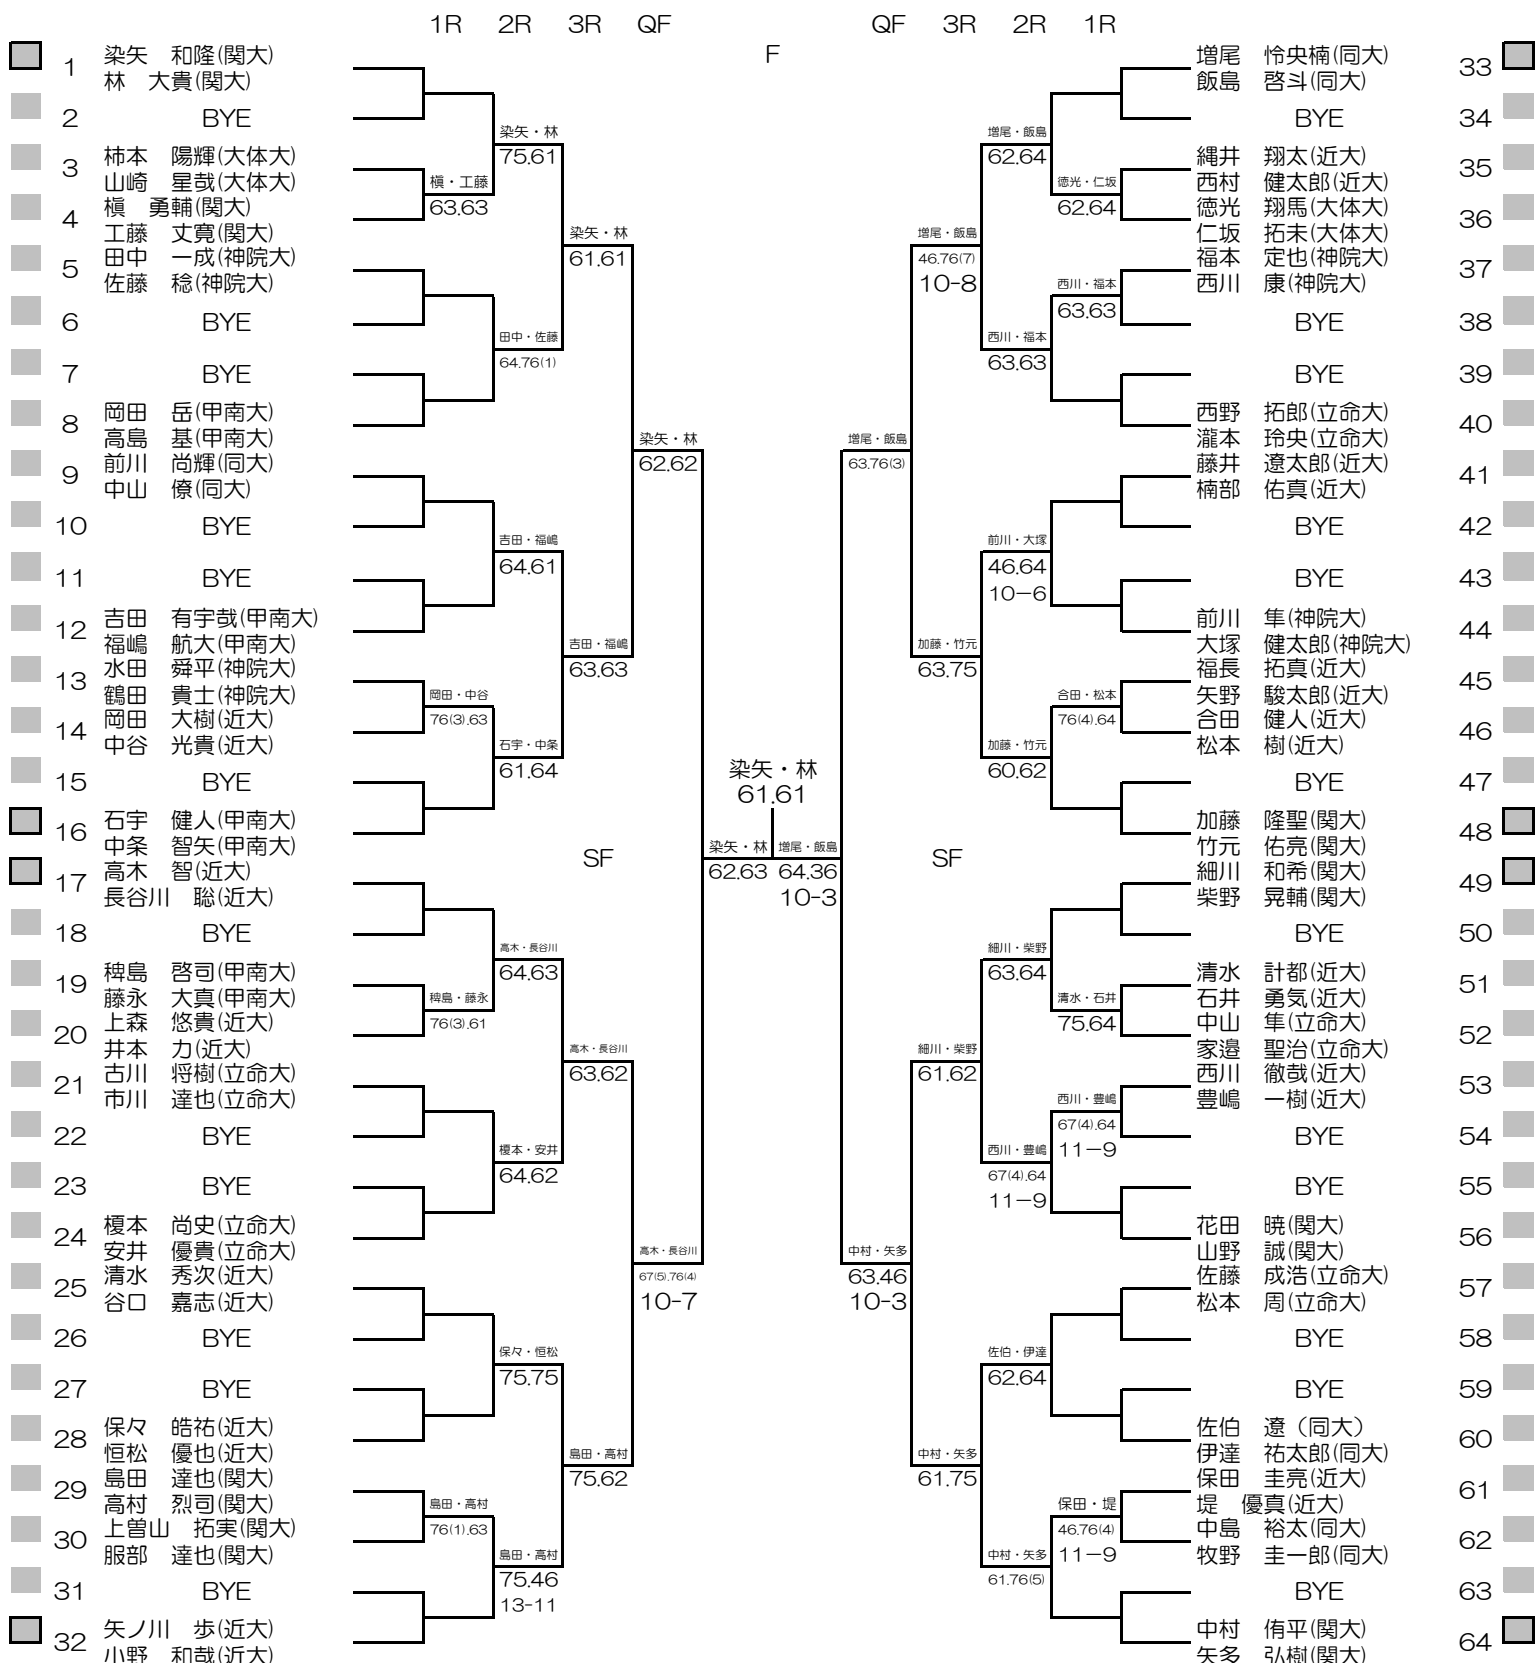 1R 2R 3R QF
F
QF 3R 2R 1R
1
染矢　和隆(関大)
林　大貴(関大)
2
BYE
3
柿本　陽輝(大体大)
山崎　星哉(大体大)
4
槇　勇輔(関大)
工藤　丈寛(関大)
5
田中　一成(神院大)
佐藤　稔(神院大)
6
BYE
7
BYE
8
岡田　岳(甲南大)
高島　基(甲南大)
9
前川　尚輝(同大)
中山　僚(同大)
10
BYE
11
BYE
12
吉田　有宇哉(甲南大)
福嶋　航大(甲南大)
13
水田　舜平(神院大)
鶴田　貴士(神院大)
14
岡田　大樹(近大)
中谷　光貴(近大)
15
BYE
16
石宇　健人(甲南大)
中条　智矢(甲南大)
17
高木　智(近大)
長谷川　聡(近大)
18
BYE
19
稗島　啓司(甲南大)
藤永　大真(甲南大)
20
上森　悠貴(近大)
井本　力(近大)
21
古川　将樹(立命大)
市川　達也(立命大)
22
BYE
23
BYE
24
榎本　尚史(立命大)
安井　優貴(立命大)
25
清水　秀次(近大)
谷口　嘉志(近大)
26
BYE
27
BYE
28
保々　皓祐(近大)
恒松　優也(近大)
29
島田　達也(関大)
高村　烈司(関大)
30
上曽山　拓実(関大)
服部　達也(関大)
31
BYE
32
矢ノ川　歩(近大)
小野　和哉(近大)
槇・工藤
63.63
岡田・中谷
76(3).63
稗島・藤永
76(3).61
島田・高村
76(1).63
染矢・林
75.61
田中・佐藤
64.76(1)
吉田・福嶋
64.61
石宇・中条
61.64
高木・長谷川
64.63
榎本・安井
64.62
保々・恒松
75.75
島田・高村
75.46
13-11
染矢・林
61.61
吉田・福嶋
63.63
高木・長谷川
63.62
島田・高村
75.62
染矢・林
62.62
高木・長谷川
67(5).76(4)
10-7
SF
染矢・林
61.61
染矢・林
62.63
増尾・飯島
64.36
10-3
SF
増尾・飯島
63.76(3)
中村・矢多
63.46
10-3
増尾・飯島
46.76(7)
10-8
加藤・竹元
63.75
細川・柴野
61.62
中村・矢多
61.75
増尾・飯島
62.64
西川・福本
63.63
前川・大塚
46.64
10−6
加藤・竹元
60.62
細川・柴野
63.64
西川・豊嶋
67(4).64
11−9
佐伯・伊達
62.64
中村・矢多
61.76(5)
徳光・仁坂
62.64
西川・福本
63.63
合田・松本
76(4).64
清水・石井
75.64
西川・豊嶋
67(4).64
11−9
保田・堤
46.76(4)
11−9
増尾　怜央楠(同大)
飯島　啓斗(同大)
33
BYE
34
縄井　翔太(近大)
西村　健太郎(近大)
35
徳光　翔馬(大体大)
仁坂　拓未(大体大)
36
福本　定也(神院大)
西川　康(神院大)
37
BYE
38
BYE
39
西野　拓郎(立命大)
瀧本　玲央(立命大)
40
藤井　遼太郎(近大)
楠部　佑真(近大)
41
BYE
42
BYE
43
前川　隼(神院大)
大塚　健太郎(神院大)
44
福長　拓真(近大)
矢野　駿太郎(近大)
45
合田　健人(近大)
松本　樹(近大)
46
BYE
47
加藤　隆聖(関大)
竹元　佑亮(関大)
48
細川　和希(関大)
柴野　晃輔(関大)
49
BYE
50
清水　計都(近大)
石井　勇気(近大)
51
中山　隼(立命大)
家邉　聖治(立命大)
52
西川　徹哉(近大)
豊嶋　一樹(近大)
53
BYE
54
BYE
55
花田　暁(関大)
山野　誠(関大)
56
佐藤　成浩(立命大)
松本　周(立命大)
57
BYE
58
BYE
59
佐伯　遼（同大）
伊達　祐太郎(同大)
60
保田　圭亮(近大)
堤　優真(近大)
61
中島　裕太(同大)
牧野　圭一郎(同大)
62
BYE
63
中村　侑平(関大)
矢多　弘樹(関大)
64